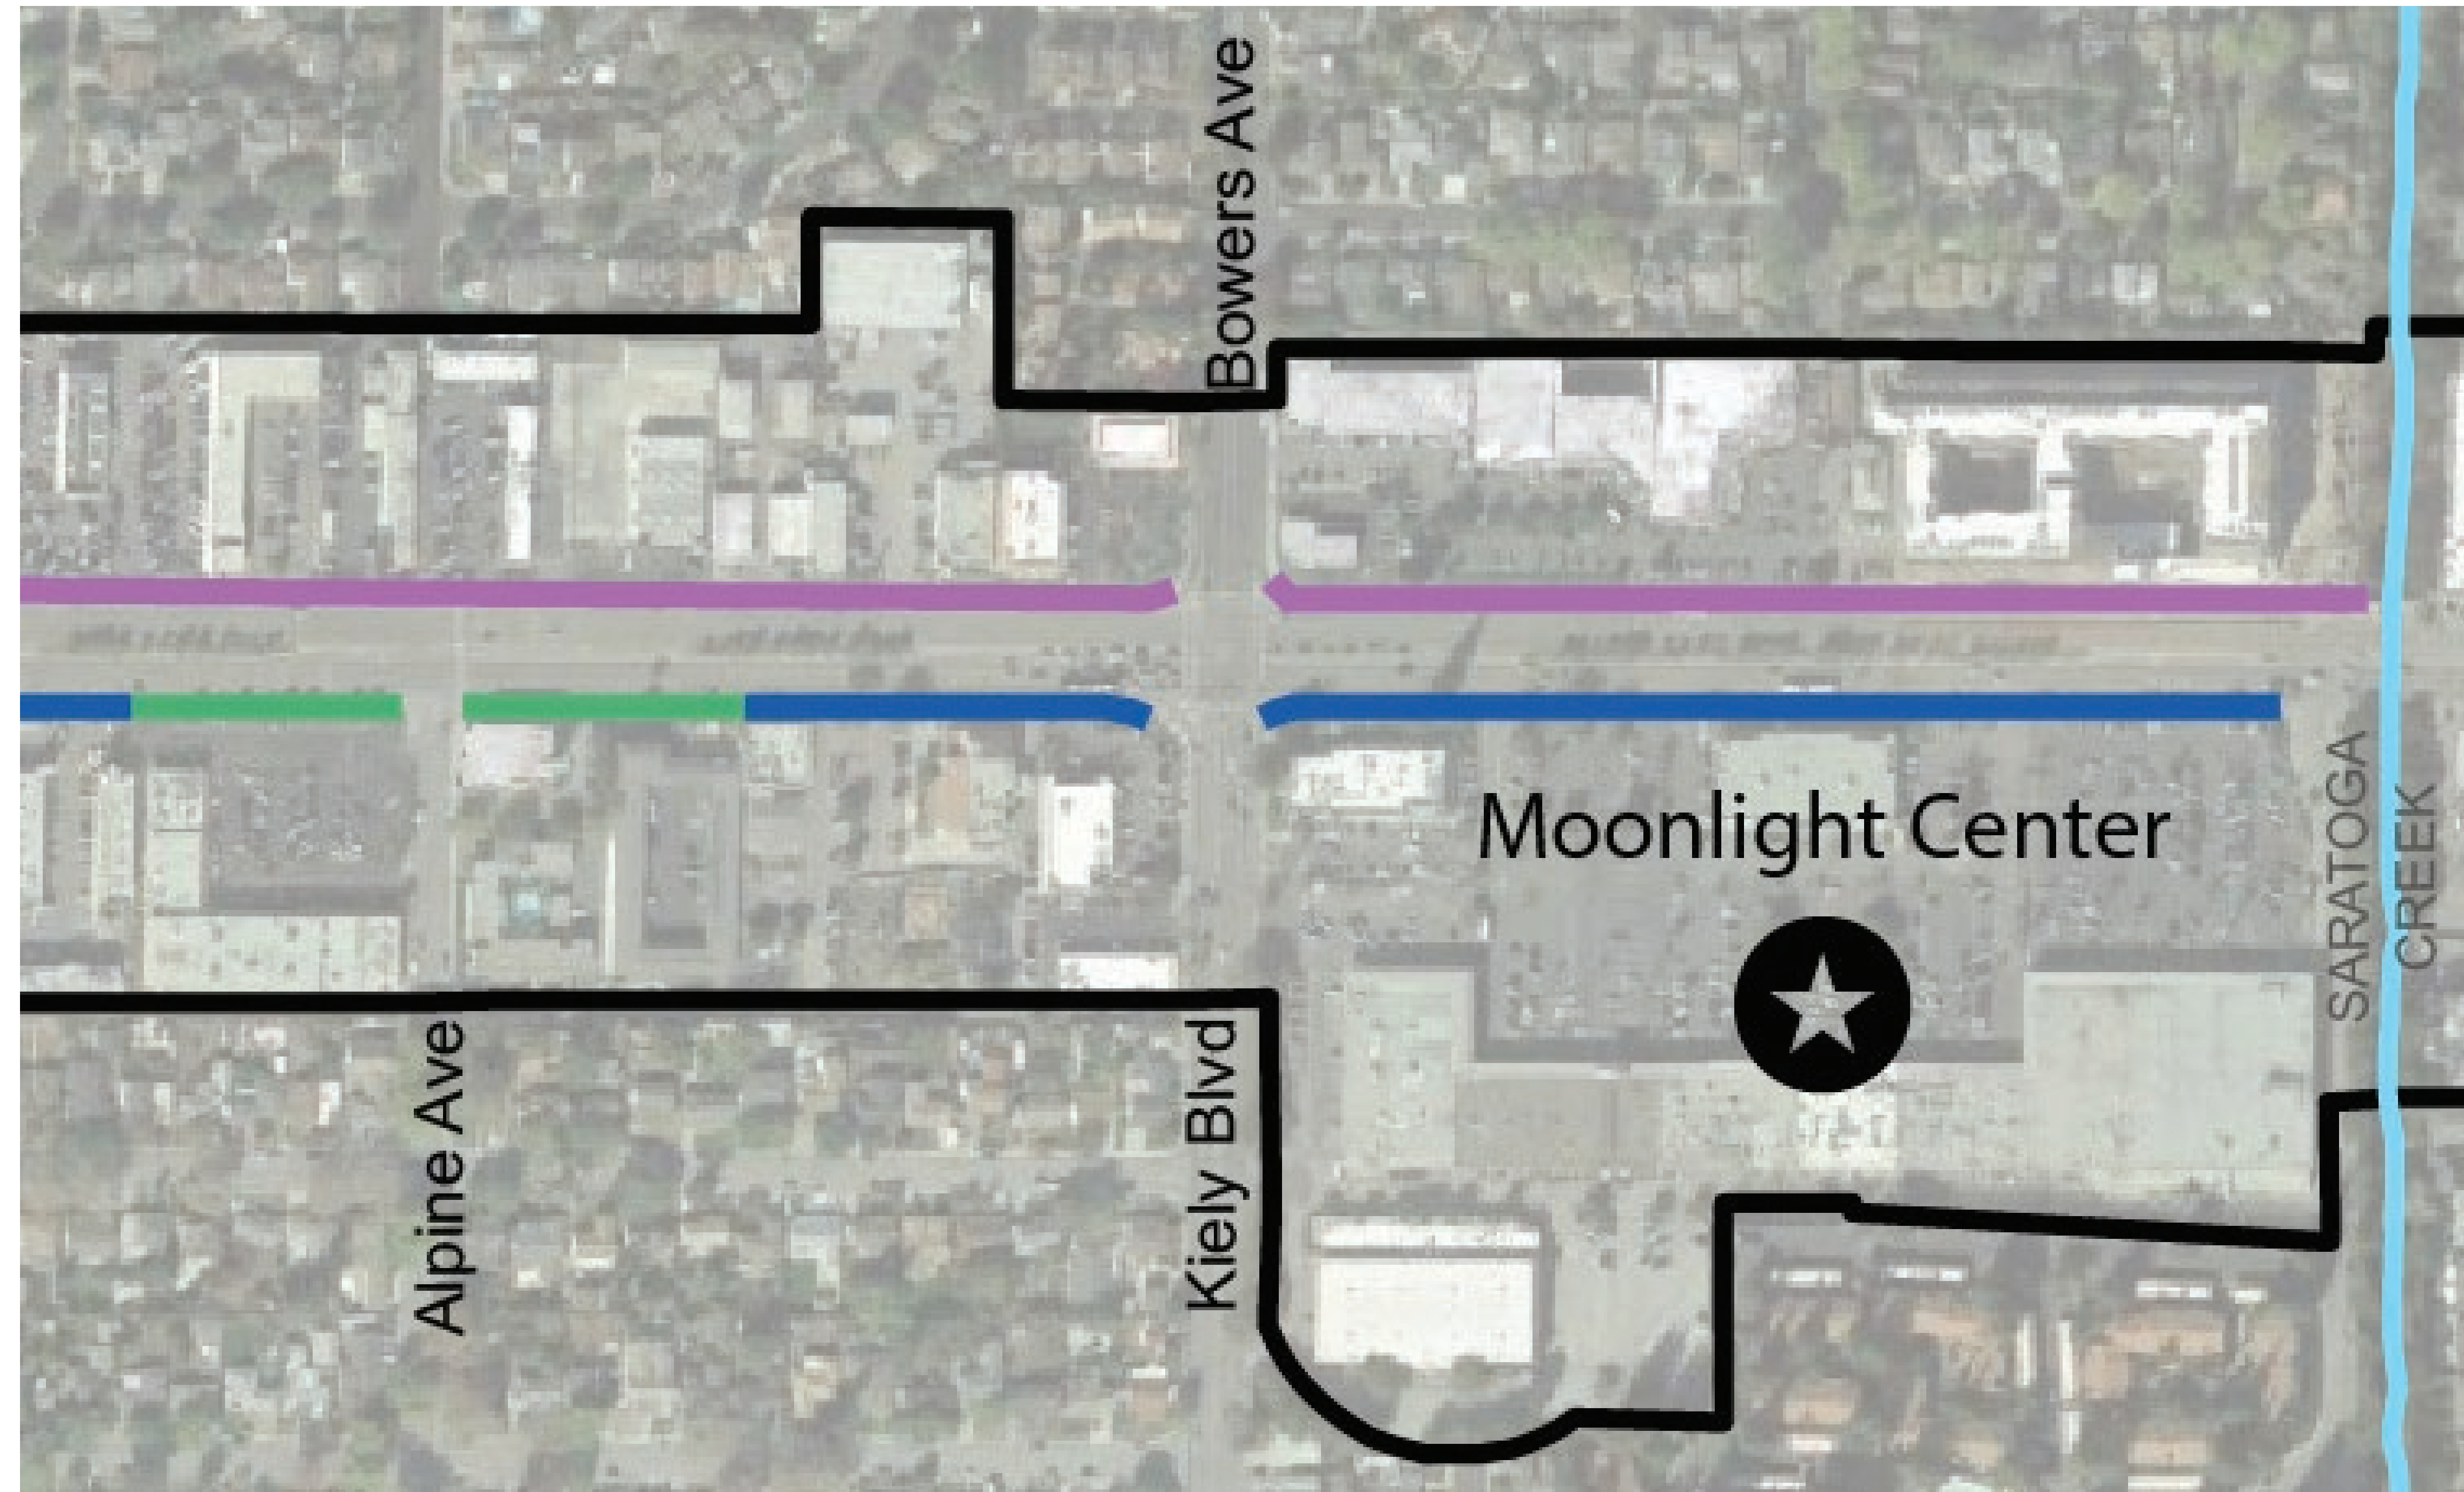 Bowers Ave
Moonlight Center
SARATOGA
CREEK
Alpine Ave
Kiely Blvd